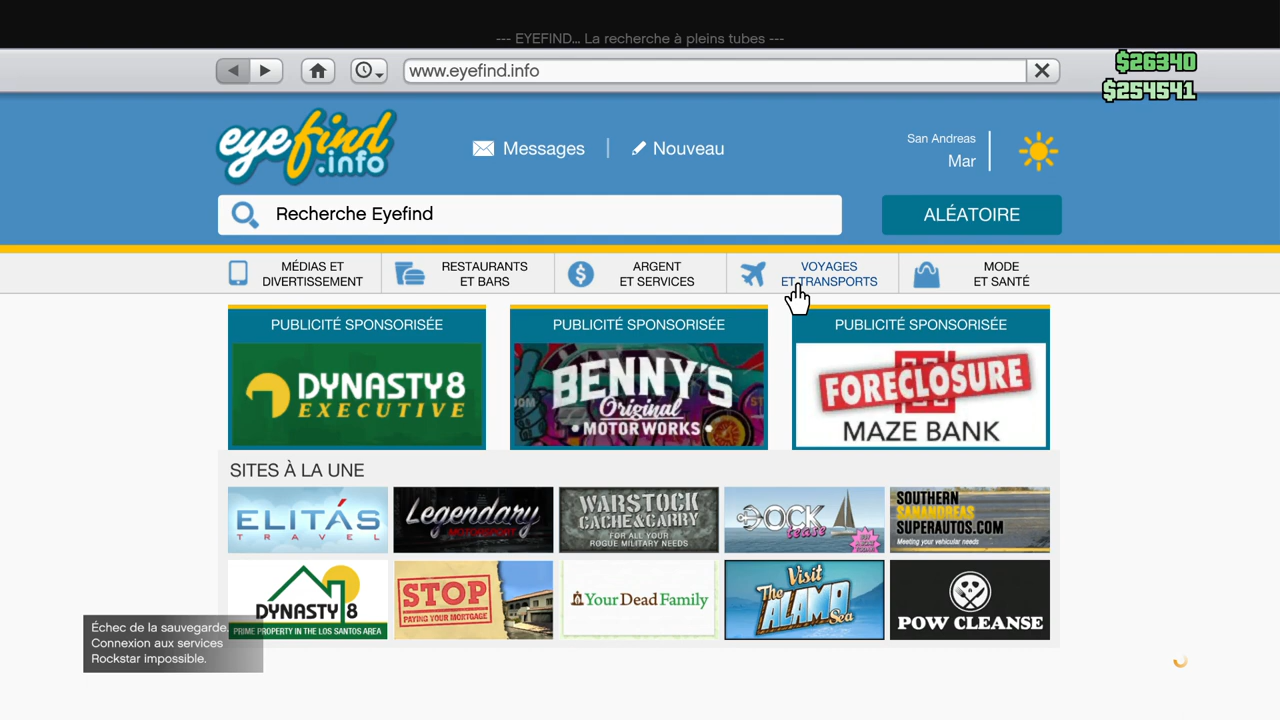 --- EYEFIND... La recherche à pleins tubes ---
www.eyefind.info
$26340
$254541
eyefind
.info
Messages
Nouveau
San Andreas
Mar
Recherche Eyefind
ALÉATOIRE
MÉDIAS ET
DIVERTISSEMENT
RESTAURANTS
ET BARS
ARGENT
ET SERVICES
VOYAGES
ET TRANSPORTS
MODE
ET SANTÉ
PUBLICITÉ SPONSORISÉE
DYNASTY 8
EXECUTIVE
PUBLICITÉ SPONSORISÉE
BENNY'S
Original
MOTOR WORKS
PUBLICITÉ SPONSORISÉE
FORECLOSURE
MAZE BANK
SITES À LA UNE
ELITÁS
TRAVEL
Legendary
MOTORSPORT
WARSTOCK
CACHE & CARRY
FOR ALL YOUR
ROGUE MILITARY NEEDS
DOCK
tease
SOUTHERN
SANANDREAS
SUPERAUTOS.COM
Meeting your vehicular needs
DYNASTY 8
PRIME PROPERTY IN THE LOS SANTOS AREA
STOP
PAYING YOUR MORTGAGE
Your Dead Family
Visit
The
ALAMO
Sea
POW CLEANSE
Échec de la sauvegarde.
Connexion aux services
Rockstar impossible.